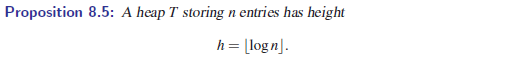 Proposition 8.5: A heap T storing n entries has height
h = ⌊log n⌋.